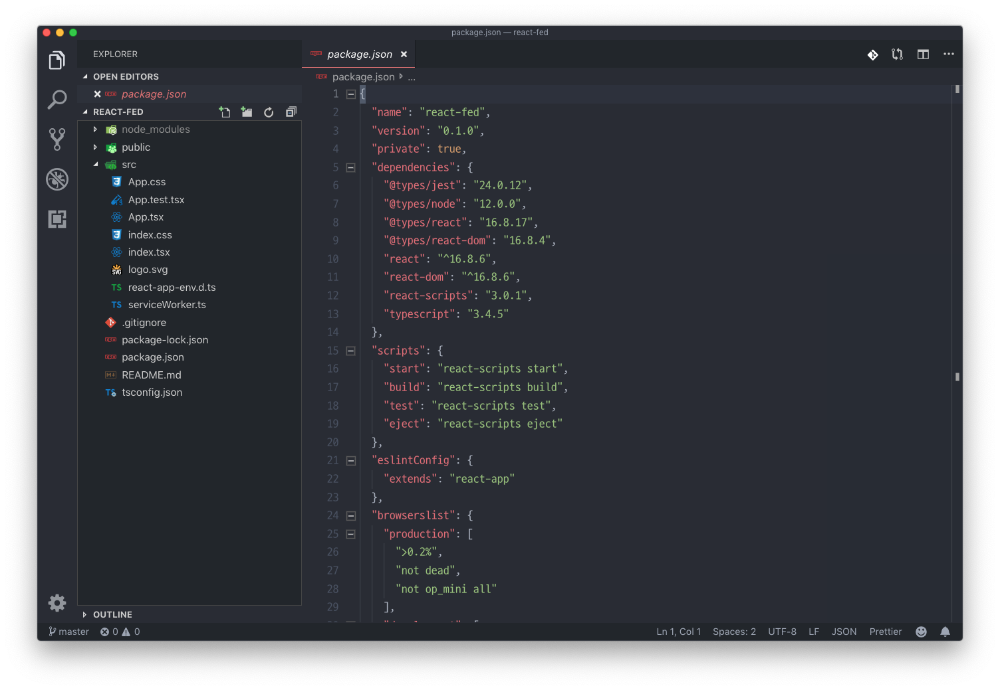 package.json — react-fed
EXPLORER
OPEN EDITORS
package.json
REACT-FED
node_modules
public
src
App.css
App.test.tsx
App.tsx
index.css
index.tsx
logo.svg
react-app-env.d.ts
serviceWorker.ts
.gitignore
package-lock.json
package.json
README.md
tsconfig.json
OUTLINE
package.json
package.json ...
1 {
2 "name": "react-fed",
3 "version": "0.1.0",
4 "private": true,
5 "dependencies": {
6 "@types/jest": "24.0.12",
7 "@types/node": "12.0.0",
8 "@types/react": "16.8.17",
9 "@types/react-dom": "16.8.4",
10 "react": "^16.8.6",
11 "react-dom": "^16.8.6",
12 "react-scripts": "3.0.1",
13 "typescript": "3.4.5"
14 },
15 "scripts": {
16 "start": "react-scripts start",
17 "build": "react-scripts build",
18 "test": "react-scripts test",
19 "eject": "react-scripts eject"
20 },
21 "eslintConfig": {
22 "extends": "react-app"
23 },
24 "browserslist": {
25 "production": [
26 ">0.2%",
27 "not dead",
28 "not op_mini all"
29 ],
master 0 0
Ln 1, Col 1 Spaces: 2 UTF-8 LF JSON Prettier